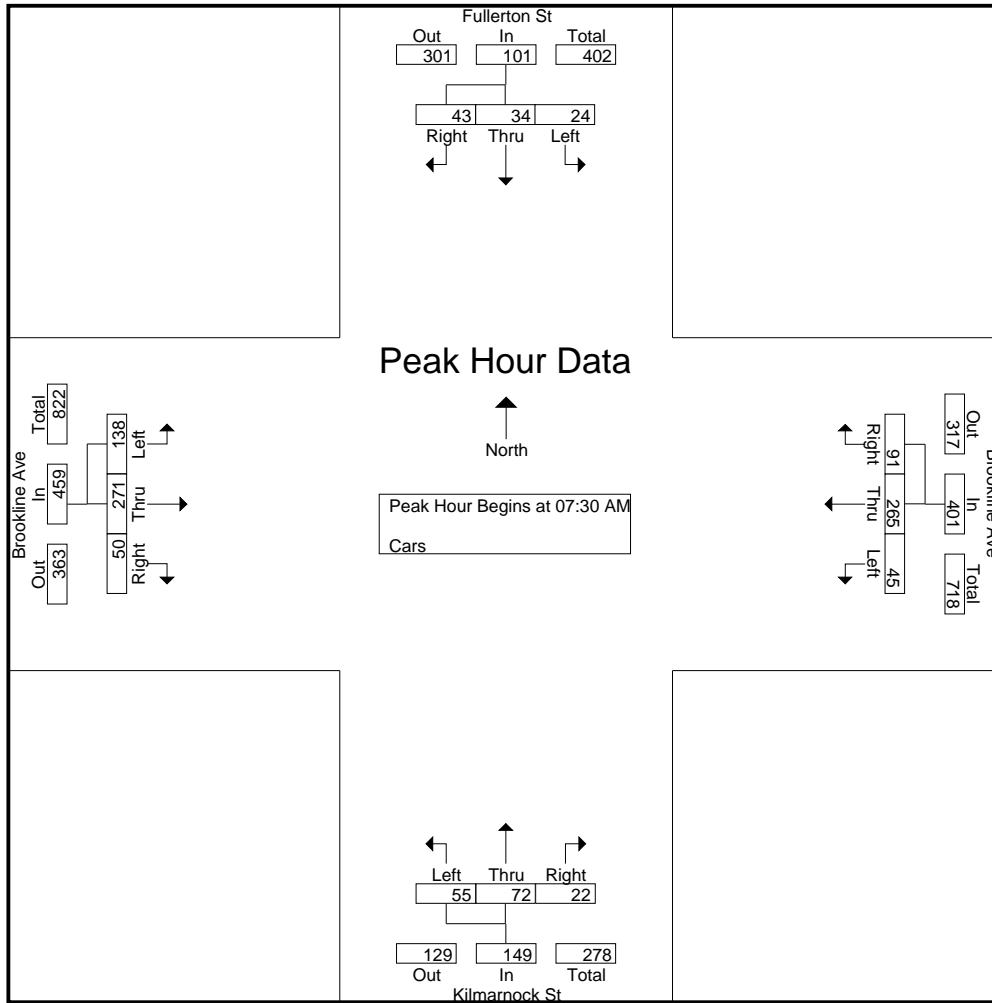 Fullerton St
Out In Total
301 101 402
43 34 24
Right Thru Left
Peak Hour Data
North
Peak Hour Begins at 07:30 AM
Cars
Brookline Ave
Out In Total
363 459 822
50 271 138
Right Thru Left
Brookline Ave
Out In Total
317 401 718
91 265 45
Right Thru Left
Left Thru Right
55 72 22
129 149 278
Out In Total
Kilmarnock St